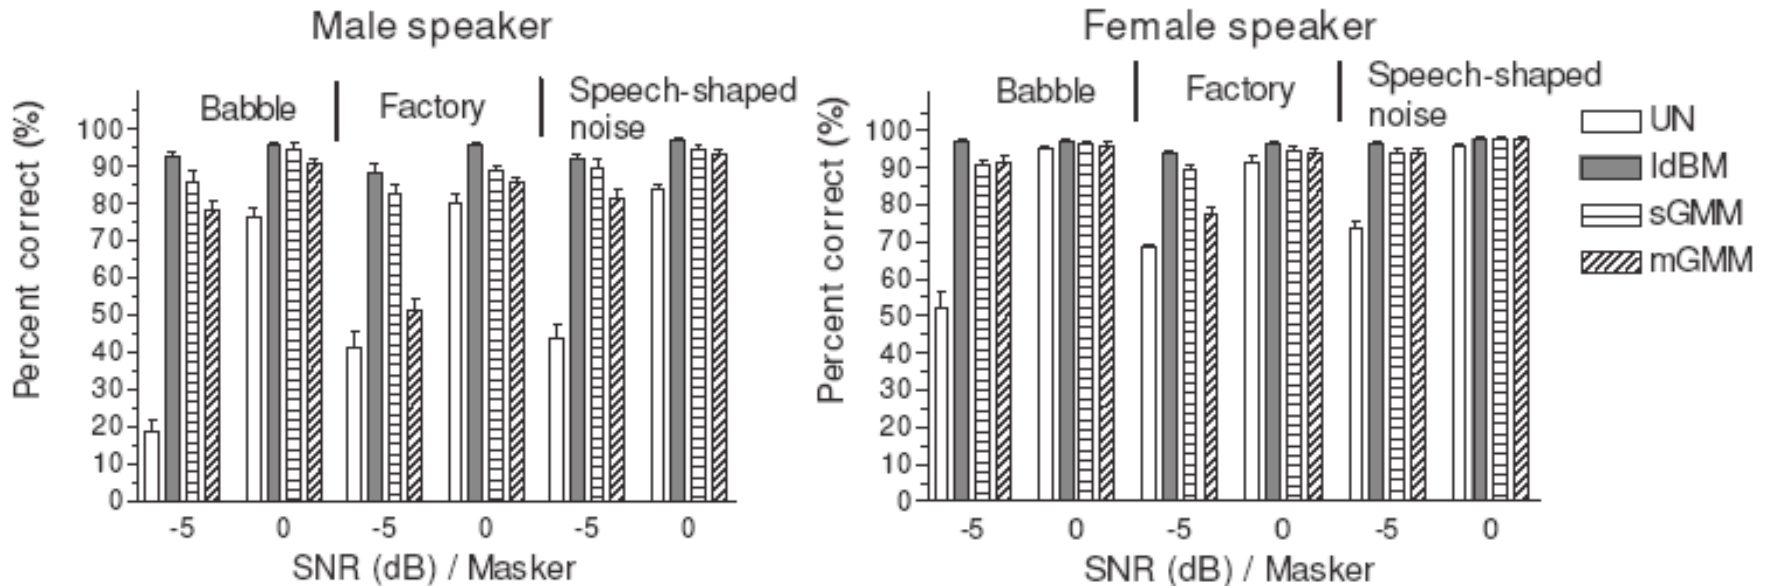 Male speaker
Female speaker
Babble
Factory
Speech-shaped
noise
Babble
Factory
Speech-shaped
noise
Percent correct (%)
100
90
80
70
60
50
40
30
20
10
0
-5 0 -5 0 -5 0
SNR (dB) / Masker
Percent correct (%)
100
90
80
70
60
50
40
30
20
10
0
-5 0 -5 0 -5 0
SNR (dB) / Masker
UN
IdBM
sGMM
mGMM